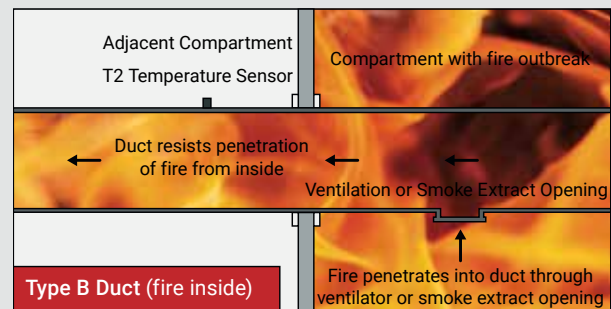 Adjacent Compartment
T2 Temperature Sensor
Compartment with fire outbreak
Duct resists penetration
of fire from inside
Ventilation or Smoke Extract Opening
Type B Duct (fire inside)
Fire penetrates into duct through
ventilator or smoke extract opening